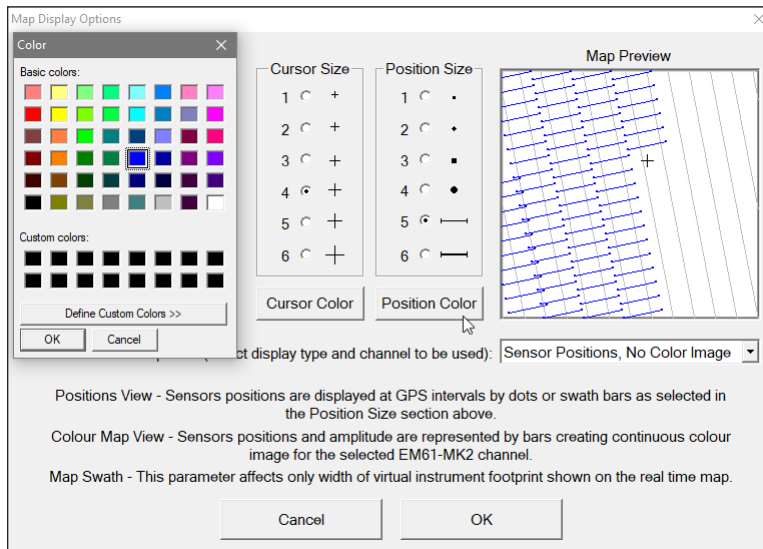 Map Display Options
Color
Basic colors:
Custom colors:
Define Custom Colors >>
OK
Cancel
Cursor Size
1
2
3
4
5
6
Cursor Color
Position Size
1
2
3
4
5
6
Position Color
Map Preview
ct display type and channel to be used):
Sensor Positions, No Color Image
Positions View - Sensors positions are displayed at GPS intervals by dots or swath bars as selected in
the Position Size section above.
Colour Map View - Sensors positions and amplitude are represented by bars creating continuous colour
image for the selected EM61-MK2 channel.
Map Swath - This parameter affects only width of virtual instrument footprint shown on the real time map.
Cancel
OK